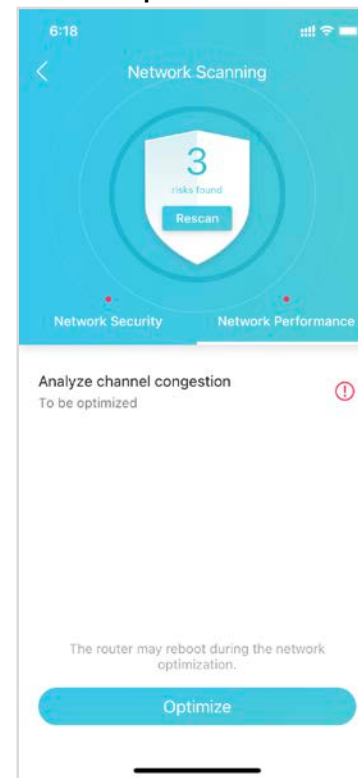 6:18
Network Scanning
3
risks found
Rescan
Network Security
Network Performance
Analyze channel congestion
To be optimized
The router may reboot during the network
optimization.
Optimize